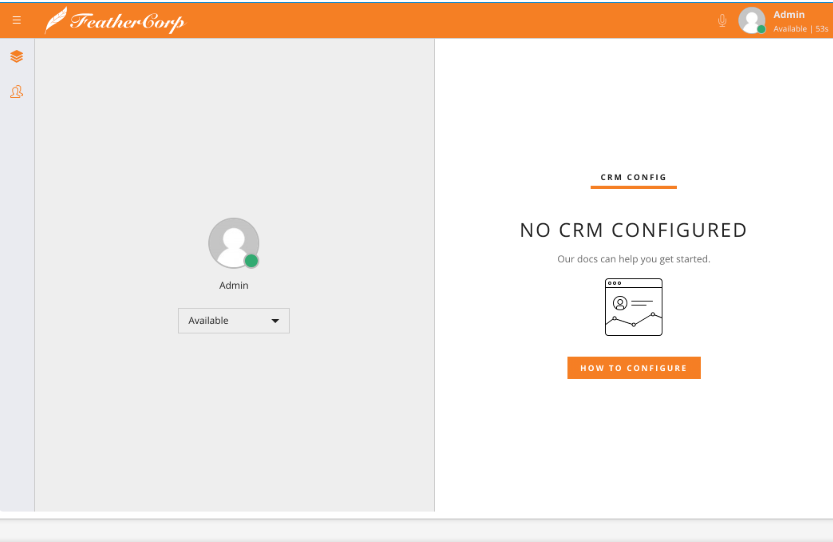 FeatherCorp
Admin
Available | 53s
CRM CONFIG
NO CRM CONFIGURED
Our docs can help you get started.
HOW TO CONFIGURE
Admin
Available